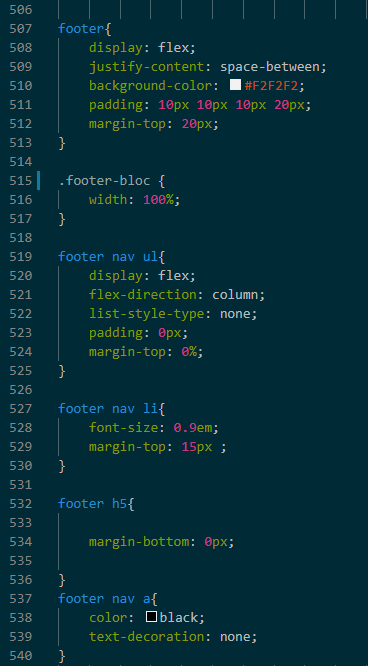 506
507 footer{
508 display: flex;
509 justify-content: space-between;
510 background-color: #F2F2F2;
511 padding: 10px 10px 10px 20px;
512 margin-top: 20px;
513 }
514
515 .footer-bloc {
516 width: 100%;
517 }
518
519 footer nav ul{
520 display: flex;
521 flex-direction: column;
522 list-style-type: none;
523 padding: 0px;
524 margin-top: 0%;
525 }
526
527 footer nav li{
528 font-size: 0.9em;
529 margin-top: 15px ;
530 }
531
532 footer h5{
533
534 margin-bottom: 0px;
535
536 }
537 footer nav a{
538 color: black;
539 text-decoration: none;
540 }